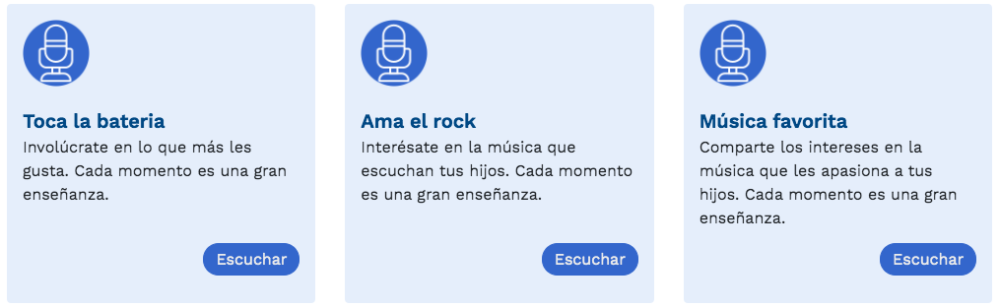 Toca la bateria
Involúcrate en lo que más les
gusta. Cada momento es una gran
enseñanza.
Escuchar
Ama el rock
Interésate en la música que
escuchan tus hijos. Cada momento
es una gran enseñanza.
Escuchar
Música favorita
Comparte los intereses en la
música que les apasiona a tus
hijos. Cada momento es una gran
enseñanza.
Escuchar